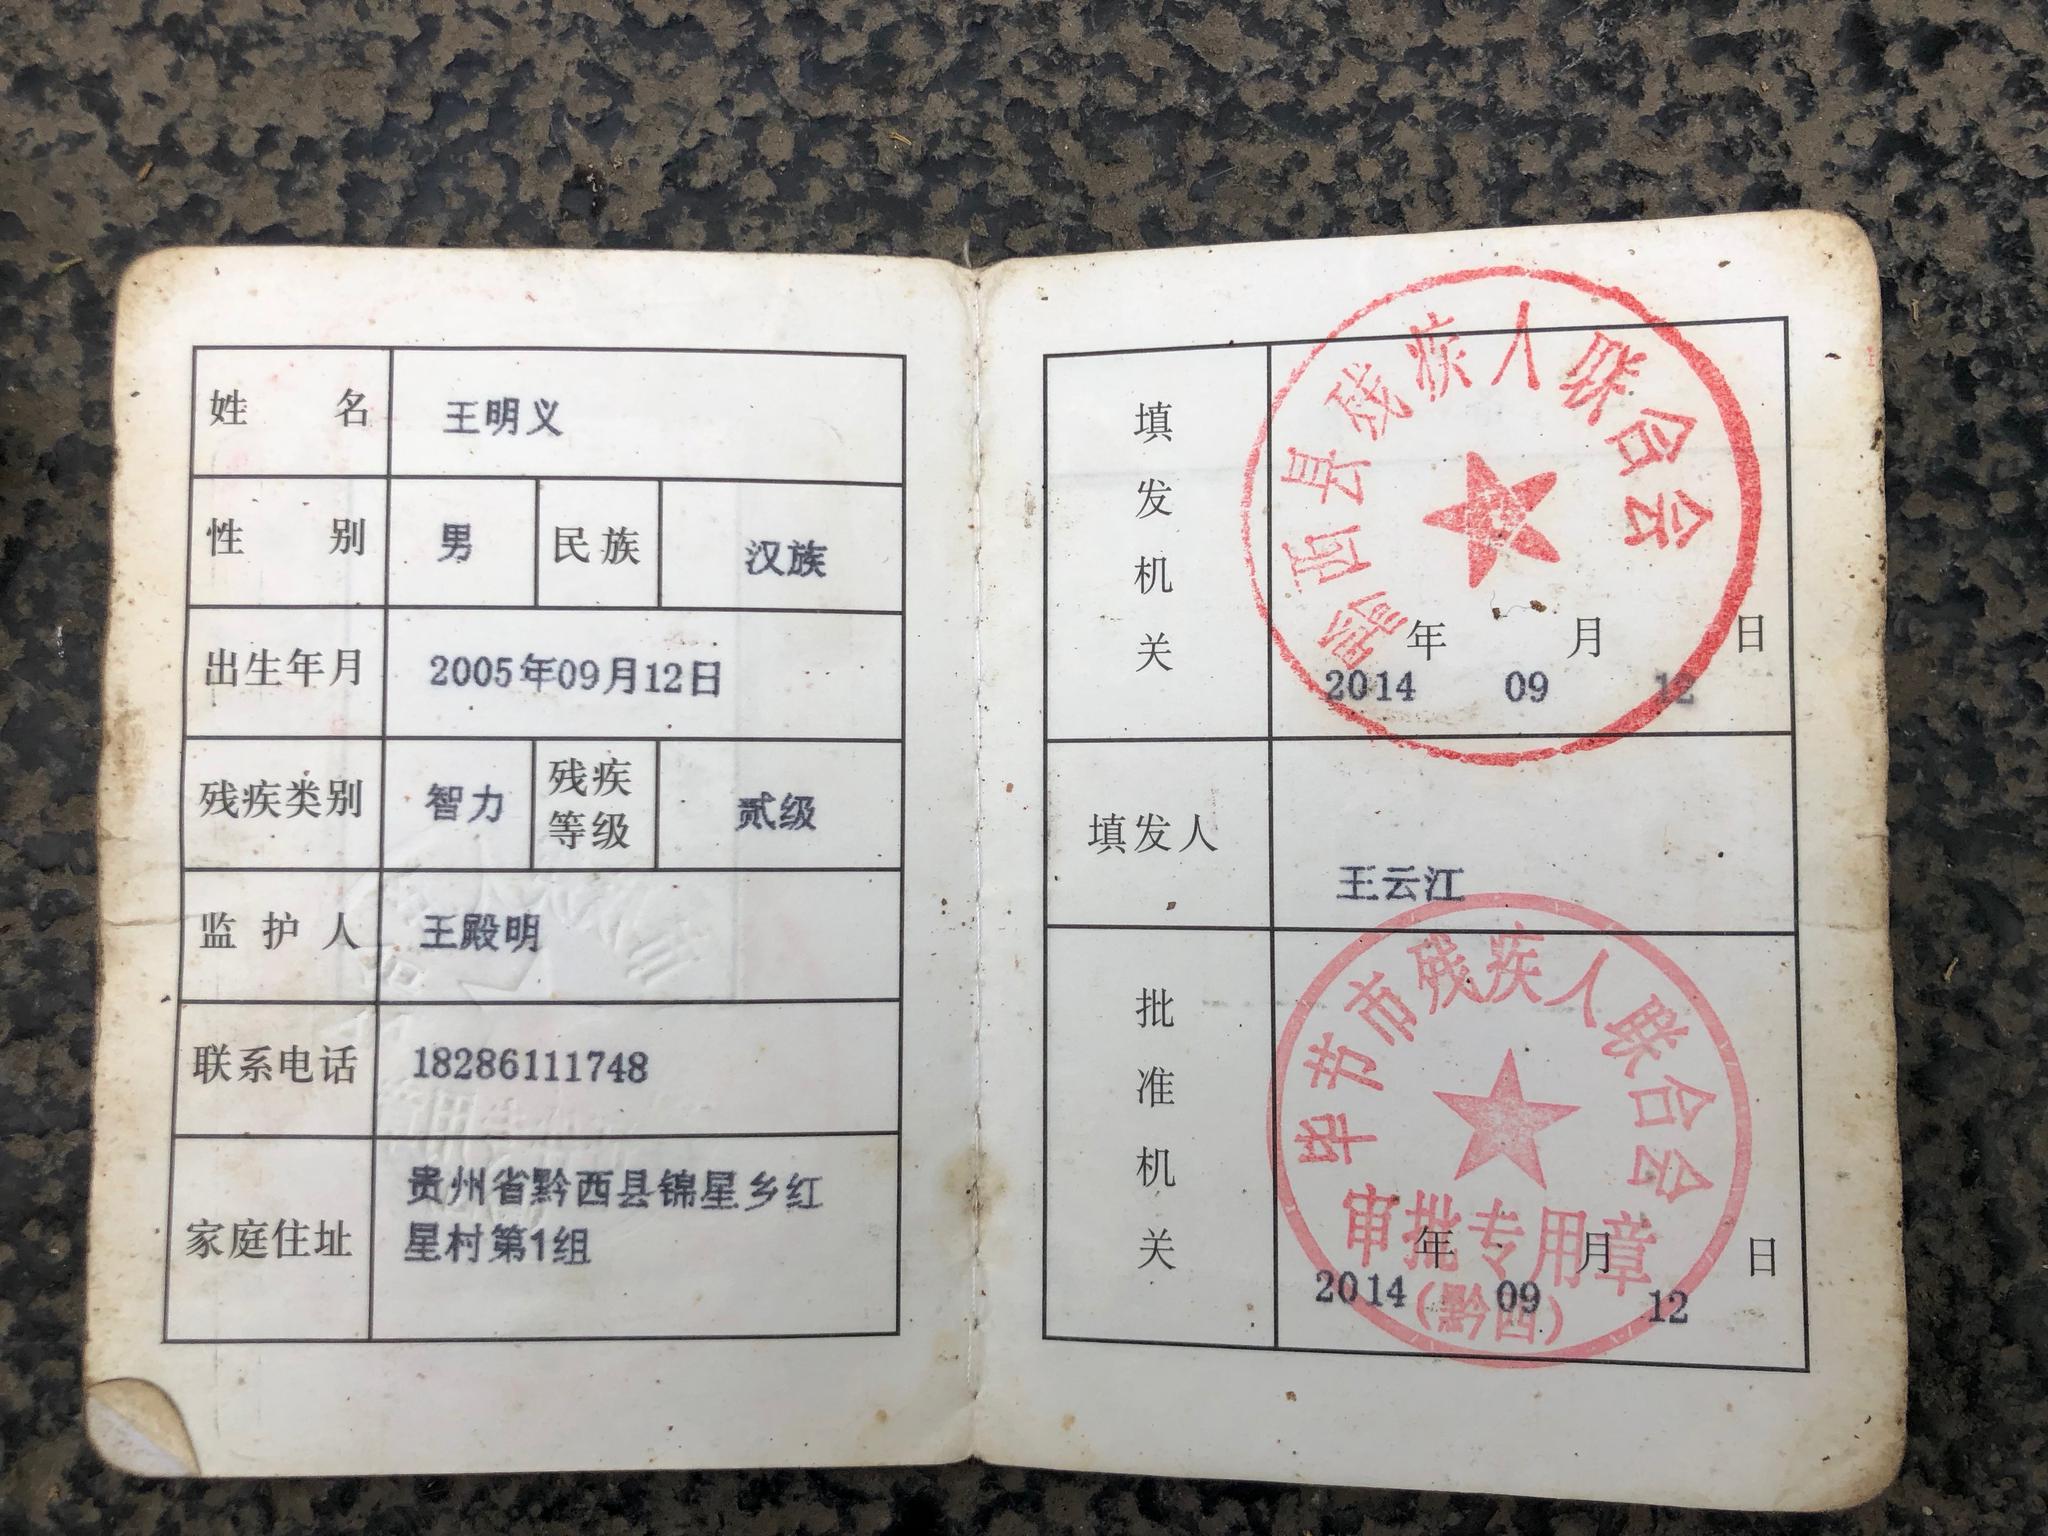 姓名 王明义
性别 男 民族 汉族
出生年月 2005年09月12日
残疾类别 智力 残疾等级 贰级
监护人 王殿明
联系电话 18286111748
家庭住址 贵州省黔西县锦星乡红
星村第1组
填发机关
黔西县残疾人联合会
年 月 日
2014 09 12
填发人 王云江
批准机关
毕节市残疾人联合会
审批专用章
(黔西)
年 月 日
2014 09 12